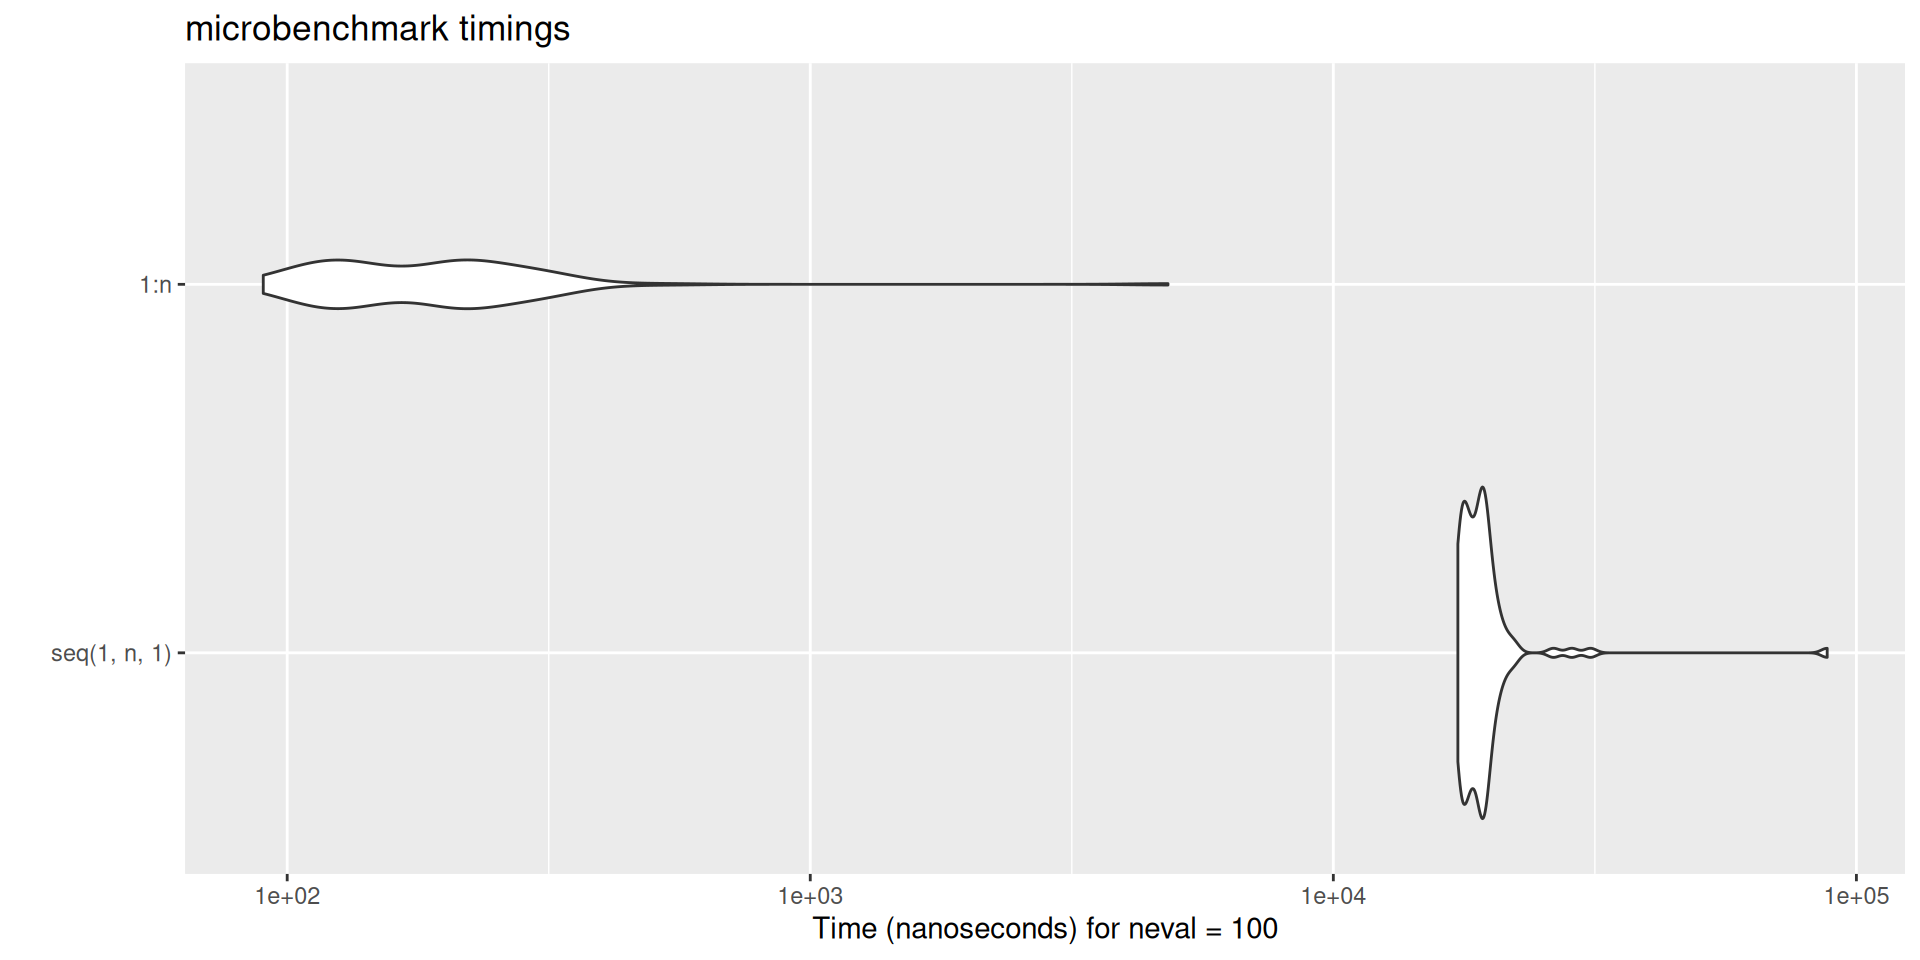 microbenchmark timings
1:n
seq(1, n, 1)
1e+02 1e+03 1e+04 1e+05
Time (nanoseconds) for neval = 100